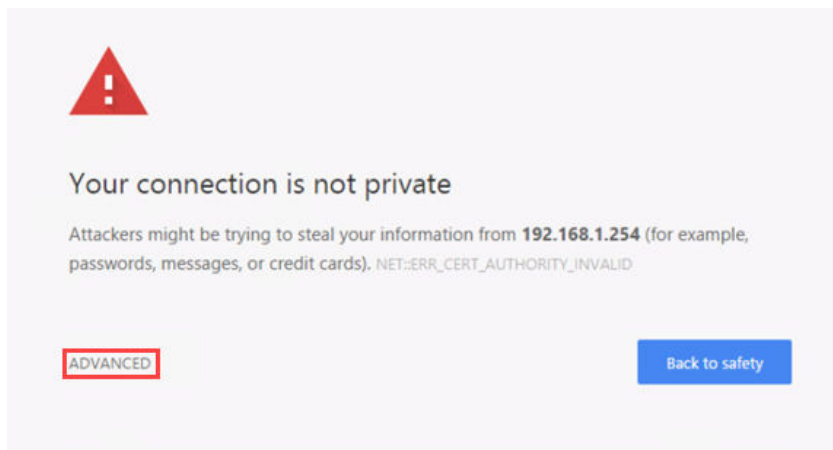 Your connection is not private
Attackers might be trying to steal your information from 192.168.1.254 (for example,
passwords, messages, or credit cards). NET::ERR_CERT_AUTHORITY_INVALID
ADVANCED
Back to safety